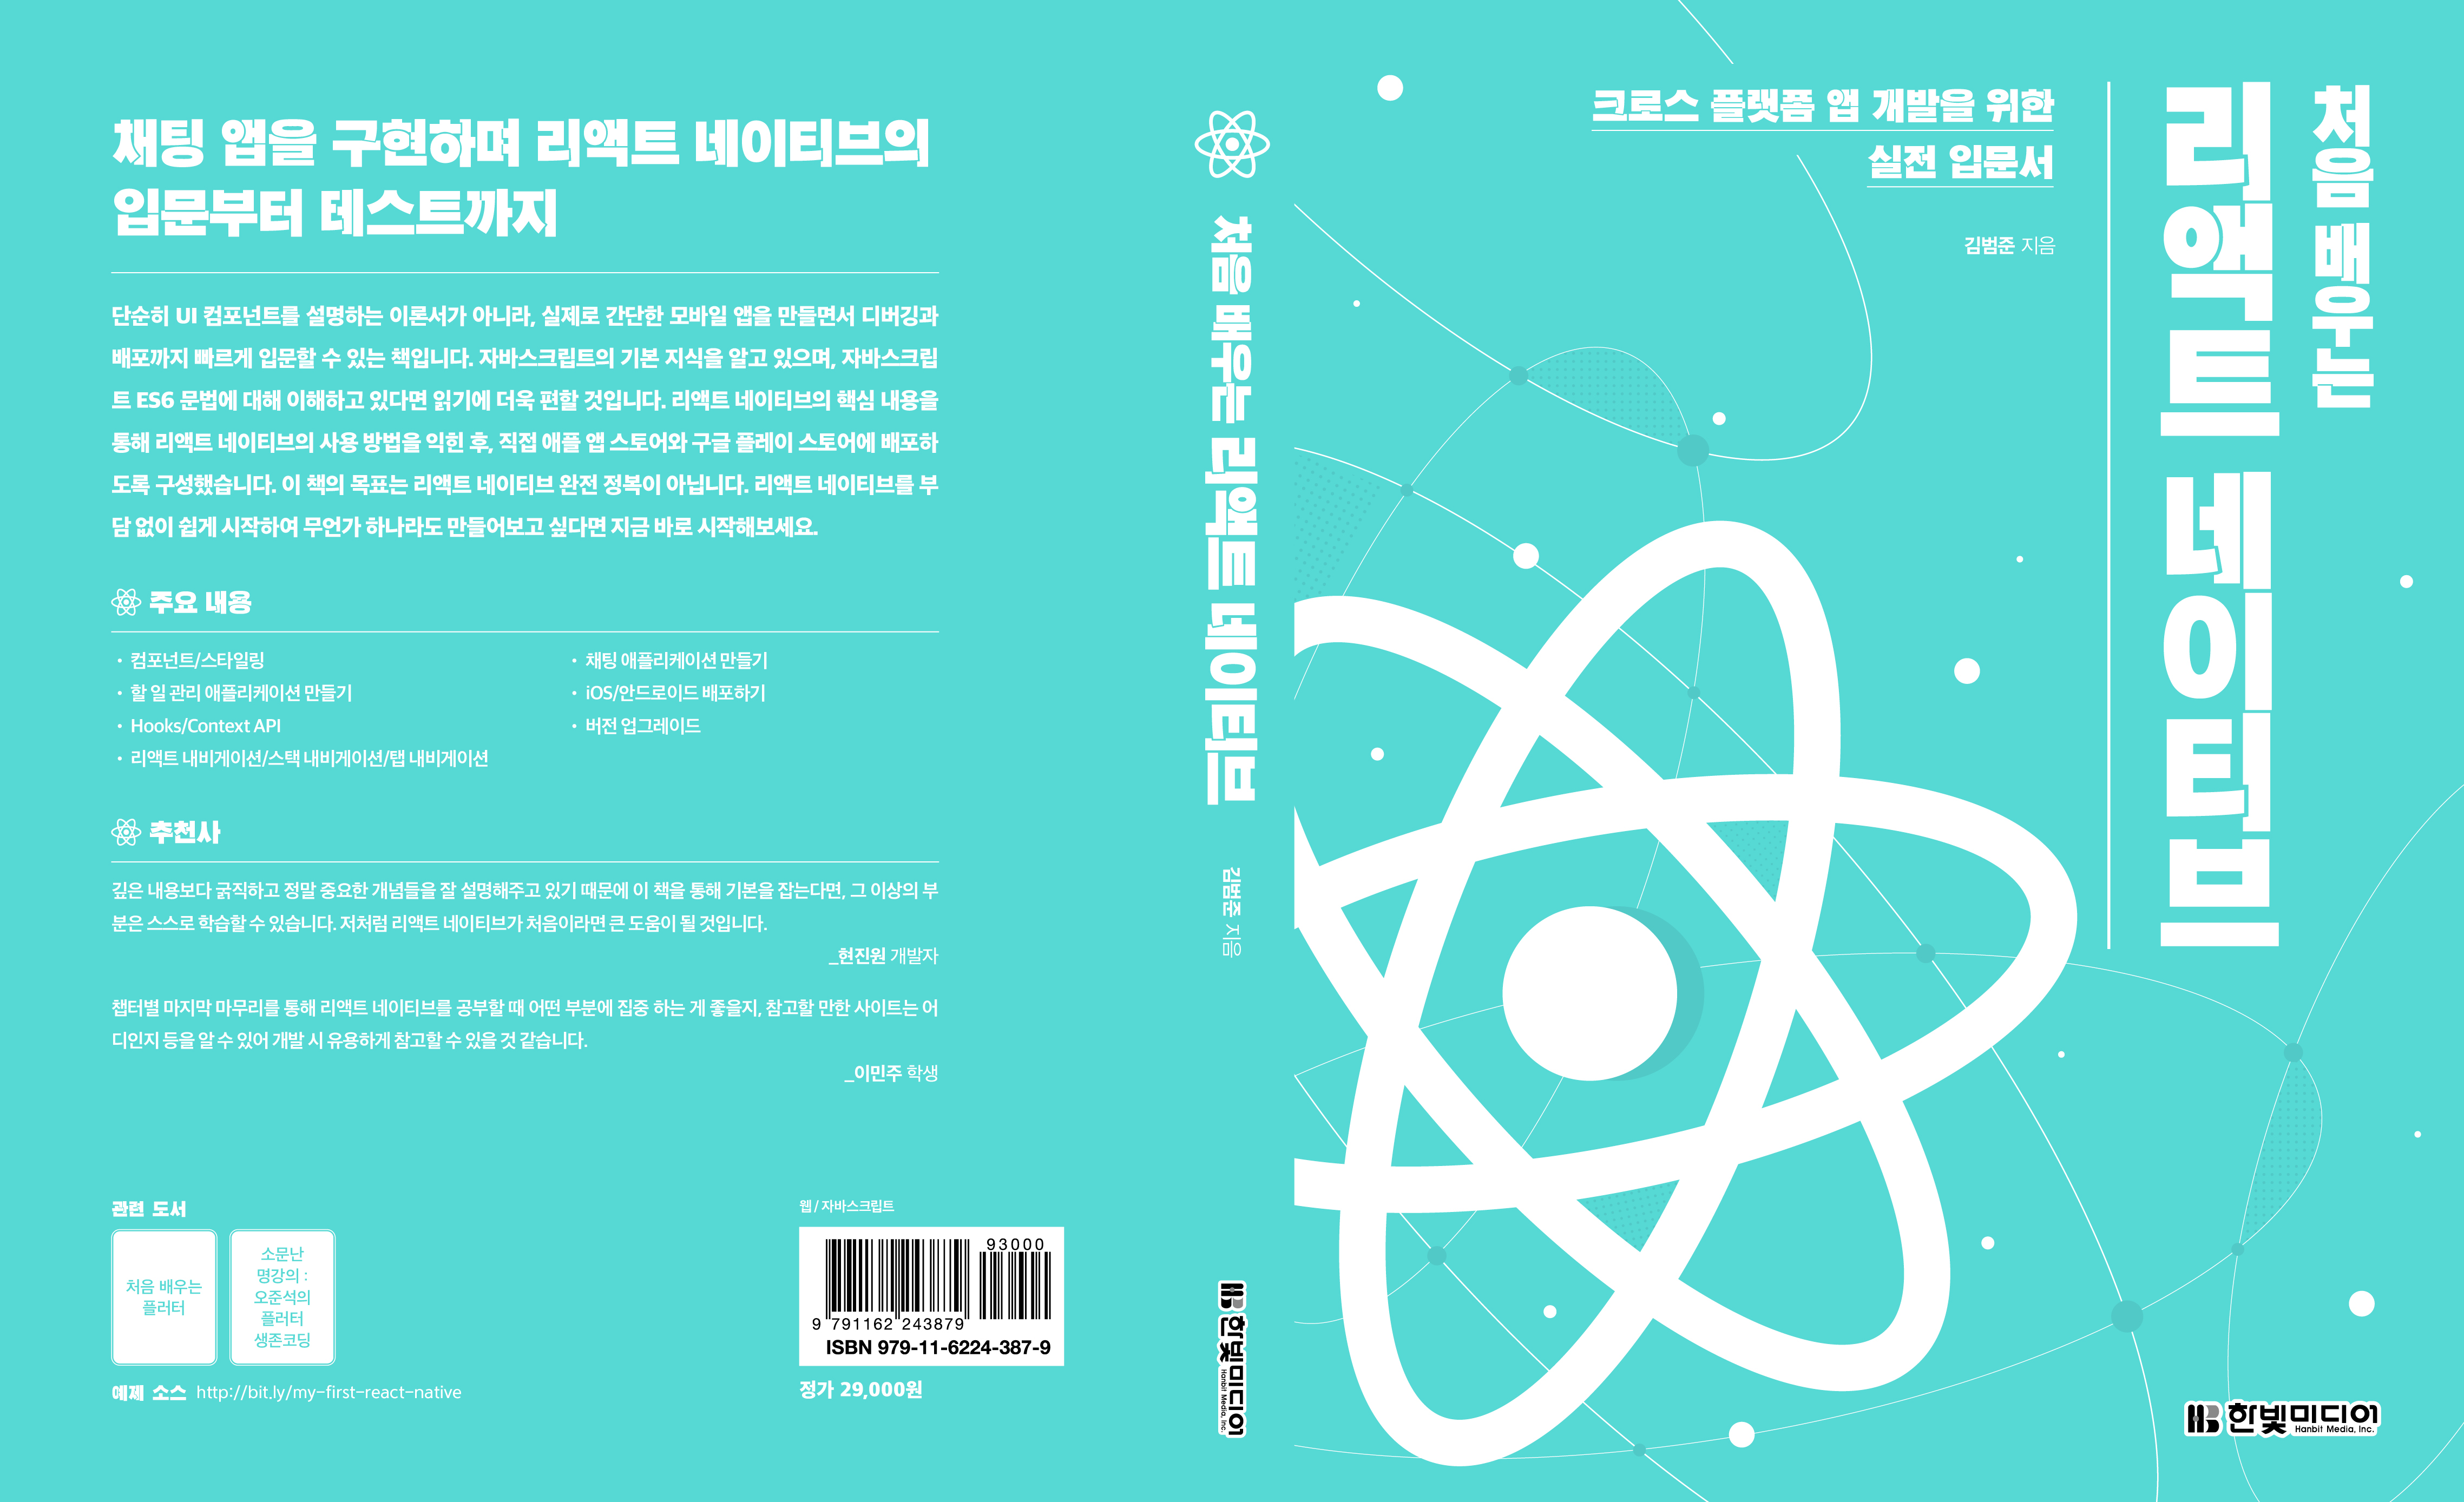 채팅 앱을 구현하며 리액트 네이티브의
입문부터 테스트까지
단순히 UI 컴포넌트를 설명하는 이론서가 아니라, 실제로 간단한 모바일 앱을 만들면서 디버깅과
배포까지 빠르게 입문할 수 있는 책입니다. 자바스크립트의 기본 지식을 알고 있으며, 자바스크립
트 ES6 문법에 대해 이해하고 있다면 읽기에 더욱 편할 것입니다. 리액트 네이티브의 핵심 내용을
통해 리액트 네이티브의 사용 방법을 익힌 후, 직접 애플 앱 스토어와 구글 플레이 스토어에 배포하
도록 구성했습니다. 이 책의 목표는 리액트 네이티브 완전 정복이 아닙니다. 리액트 네이티브를 부
담 없이 쉽게 시작하여 무언가 하나라도 만들어보고 싶다면 지금 바로 시작해보세요.
주요 내용
• 컴포넌트/스타일링
• 할 일 관리 애플리케이션 만들기
• Hooks/Context API
• 리액트 내비게이션/스택 내비게이션/탭 내비게이션
• 채팅 애플리케이션 만들기
• iOS/안드로이드 배포하기
• 버전 업그레이드
추천사
깊은 내용보다 굵직하고 정말 중요한 개념들을 잘 설명해주고 있기 때문에 이 책을 통해 기본을 잡는다면, 그 이상의 부
분은 스스로 학습할 수 있습니다. 저처럼 리액트 네이티브가 처음이라면 큰 도움이 될 것입니다.
_현진원 개발자
챕터별 마지막 마무리를 통해 리액트 네이티브를 공부할 때 어떤 부분에 집중 하는 게 좋을지, 참고할 만한 사이트는 어
디인지 등을 알 수 있어 개발 시 유용하게 참고할 수 있을 것 같습니다.
_이민주 학생
관련 도서
처음 배우는
플러터
소문난
명강의 :
오준석의
플러터
생존코딩
예제 소스 http://bit.ly/my-first-react-native
웹 / 자바스크립트
93000
9 791162 243879
ISBN 979-11-6224-387-9
정가 29,000원
처음 배우는 리액트 네이티브
김범준 지음
한빛미디어
Hanbit Media, Inc.
크로스 플랫폼 앱 개발을 위한
실전 입문서
김범준 지음
처음 배우는
리액트 네이티브
한빛미디어
Hanbit Media, Inc.